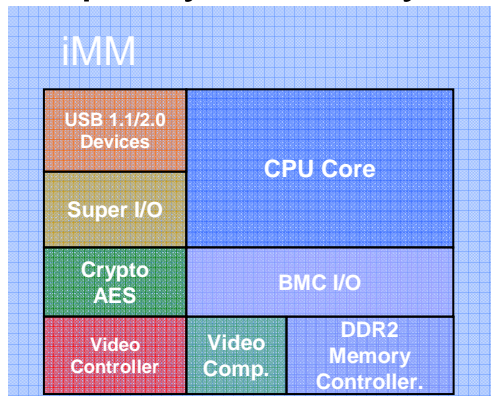 iMM
USB 1.1/2.0
Devices
CPU Core
Super I/O
Crypto
AES
BMC I/O
Video
Controller
Video
Comp.
DDR2
Memory
Controller.